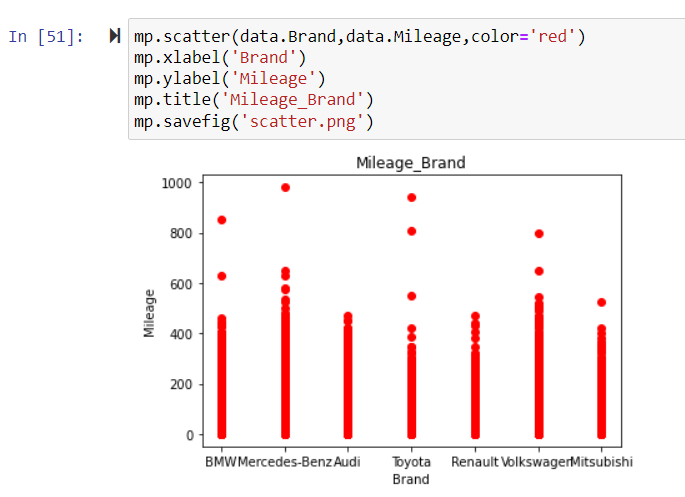 In [51]:
mp.scatter(data.Brand,data.Mileage,color='red')
mp.xlabel('Brand')
mp.ylabel('Mileage')
mp.title('Mileage_Brand')
mp.savefig('scatter.png')
Mileage_Brand
1000
800
600
400
200
0
Mileage
BMW Mercedes-Benz Audi Toyota Renault Volkswagen Mitsubishi
Brand